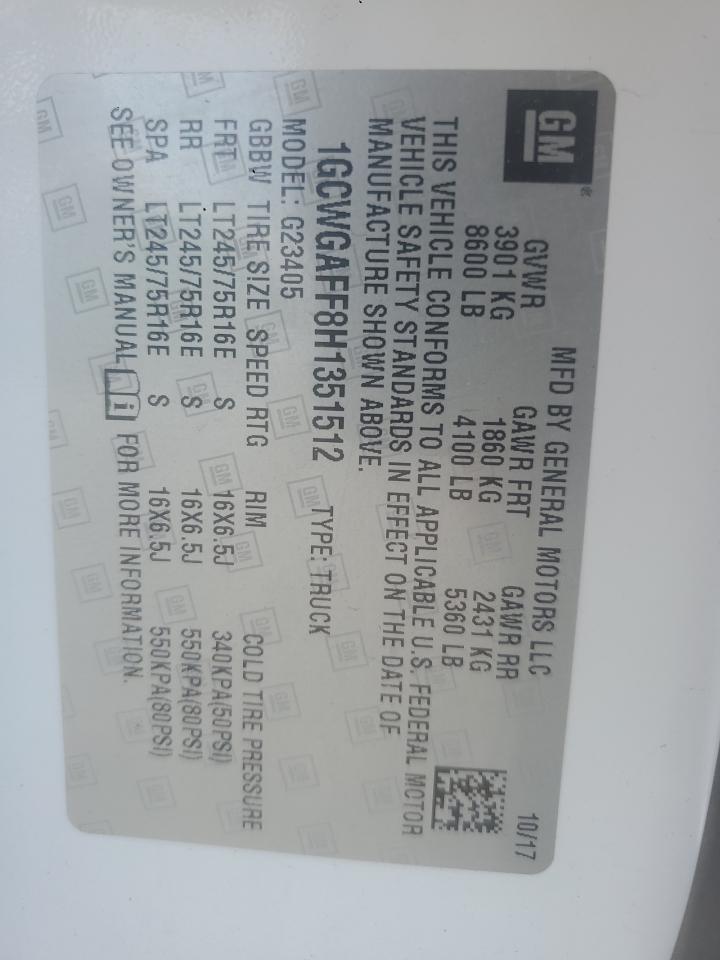 GM
MFD BY GENERAL MOTORS LLC 10/17
GVWR GAWR FRT GAWR RR
3901 KG 1860 KG 2431 KG
8600 LB 4100 LB 5360 LB
THIS VEHICLE CONFORMS TO ALL APPLICABLE U.S. FEDERAL MOTOR
VEHICLE SAFETY STANDARDS IN EFFECT ON THE DATE OF
MANUFACTURE SHOWN ABOVE.
1GCWGAFF8H1351512 TYPE: TRUCK
MODEL: G23405
GBBW TIRE SIZE SPEED RTG RIM COLD TIRE PRESSURE
FRT LT245/75R16E S 16X6.5J 340KPA(50PSI)
RR LT245/75R16E S 16X6.5J 550KPA(80PSI)
SPA LT245/75R16E S 16X6.5J 550KPA(80PSI)
SEE OWNER'S MANUAL i FOR MORE INFORMATION.